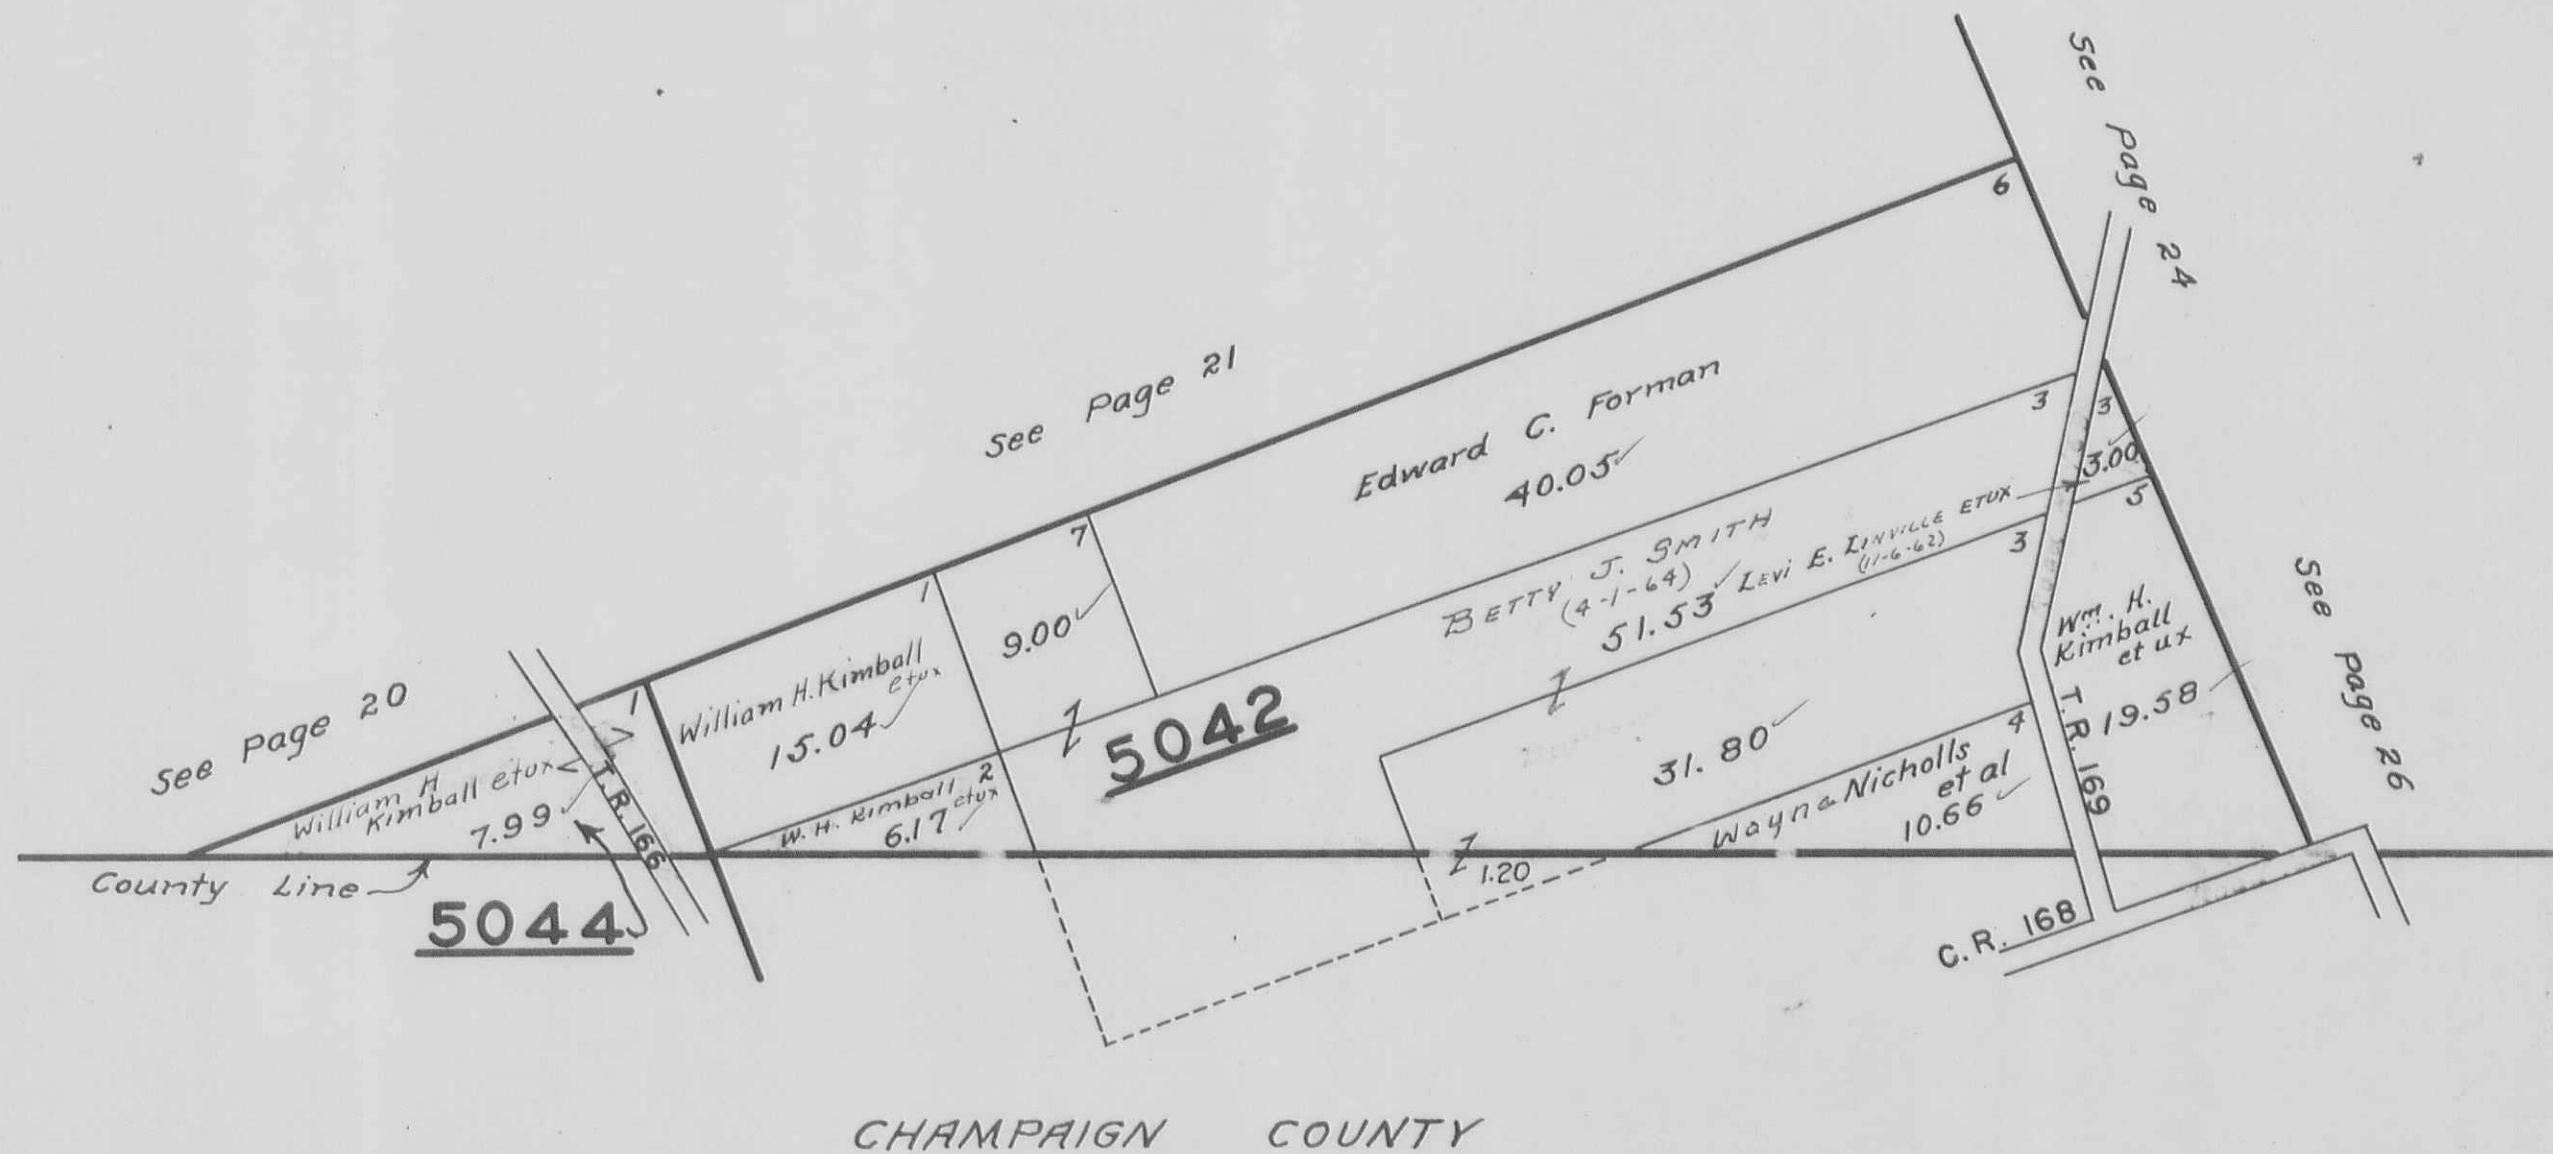 See Page 24
6
See Page 21
Edward C. Forman
40.05
3
3
3.00
5
7
1
9.00
BETTY J. SMITH
(4-1-64)
51.53
LEVI E. LINVILLE ETUX
(11-6-62)
3
William H. Kimball
etux
15.04
See Page 20
1
William H
Kimball etux
7.99
T.R. 166
W. H. Kimball
etux
2
6.17
5042
31.80
Wayne Nicholls
et al
10.66
4
Wm. H.
Kimball
et ux
19.58
T.R. 169
See Page 26
County Line
5044
1.20
C.R. 168
CHAMPAIGN COUNTY